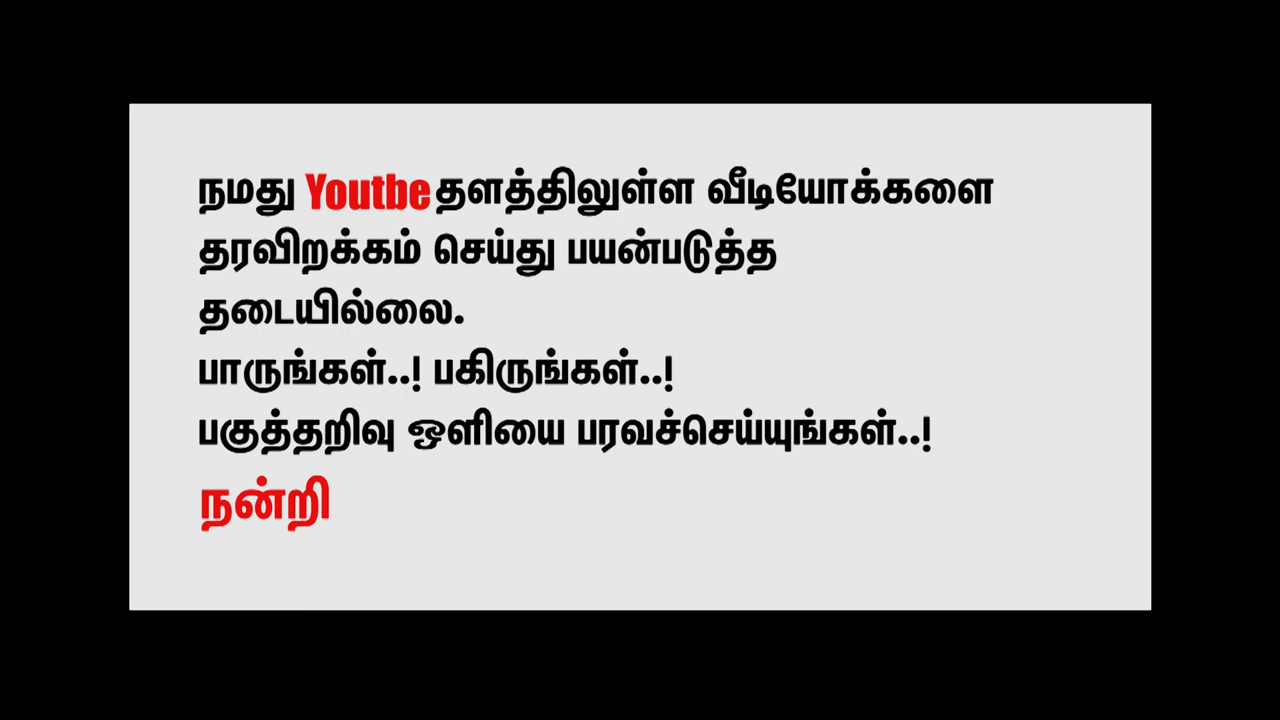 நமது Youtbe தளத்திலுள்ள வீடியோக்களை
தரவிறக்கம் செய்து பயன்படுத்த
தடையில்லை.
பாருங்கள்..! பகிருங்கள்..!
பகுத்தறிவு ஒளியை பரவச்செய்யுங்கள்..!
நன்றி